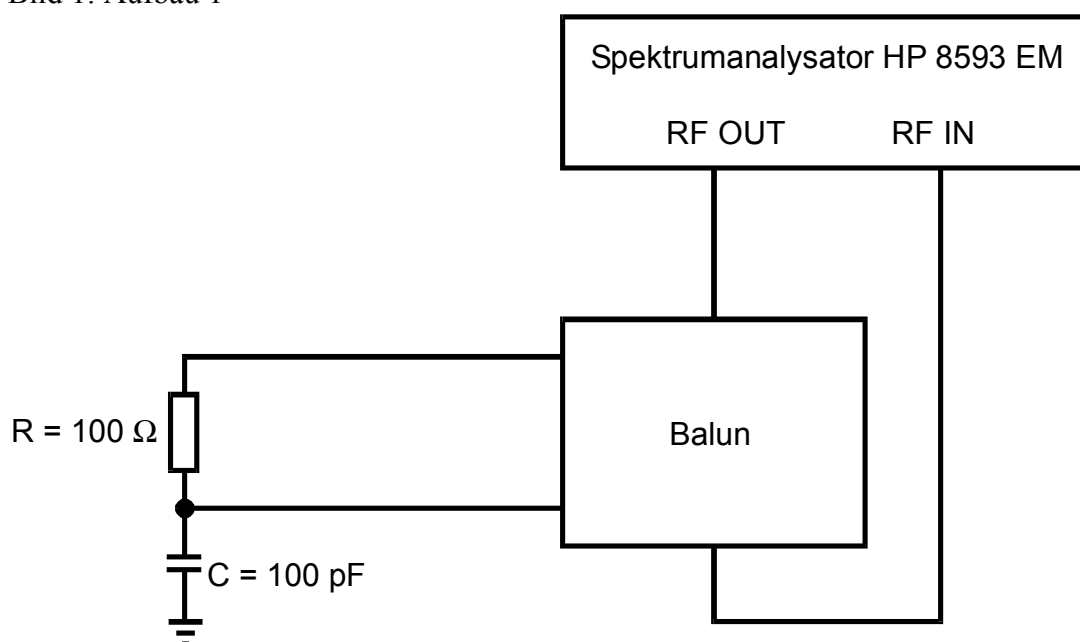 Bild 1: Aufbau 1
Spektrumanalysator HP 8593 EM
RF OUT RF IN
R = 100 Ω
Balun
C = 100 pF